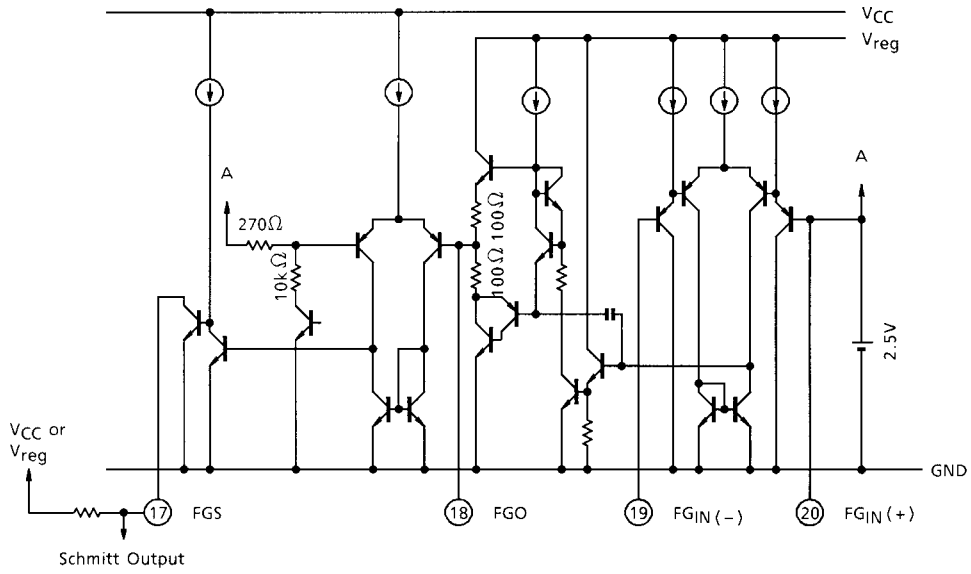 VCC
Vreg
A
A
270Ω
100Ω
10kΩ
100Ω
2.5V
VCC or
Vreg
GND
17 FGS
18 FGO
19 FGIN (−)
20 FGIN (+)
Schmitt Output